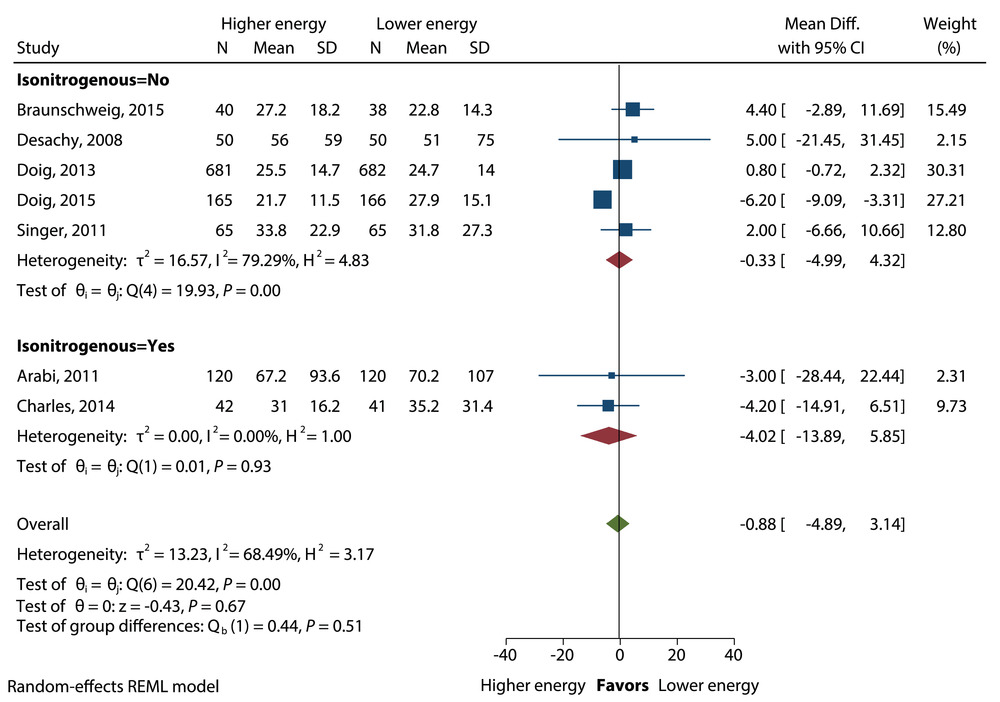 Higher energy Lower energy Mean Diff. Weight
Study N Mean SD N Mean SD with 95% CI (%)
Isonitrogenous=No
Braunschweig, 2015 40 27.2 18.2 38 22.8 14.3 4.40 [ -2.89, 11.69] 15.49
Desachy, 2008 50 56 59 50 51 75 5.00 [ -21.45, 31.45] 2.15
Doig, 2013 681 25.5 14.7 682 24.7 14 0.80 [ -0.72, 2.32] 30.31
Doig, 2015 165 21.7 11.5 166 27.9 15.1 -6.20 [ -9.09, -3.31] 27.21
Singer, 2011 65 33.8 22.9 65 31.8 27.3 2.00 [ -6.66, 10.66] 12.80
Heterogeneity: τ² = 16.57, I² = 79.29%, H² = 4.83 -0.33 [ -4.99, 4.32]
Test of θi = θj: Q(4) = 19.93, P = 0.00
Isonitrogenous=Yes
Arabi, 2011 120 67.2 93.6 120 70.2 107 -3.00 [ -28.44, 22.44] 2.31
Charles, 2014 42 31 16.2 41 35.2 31.4 -4.20 [ -14.91, 6.51] 9.73
Heterogeneity: τ² = 0.00, I² = 0.00%, H² = 1.00 -4.02 [ -13.89, 5.85]
Test of θi = θj: Q(1) = 0.01, P = 0.93
Overall -0.88 [ -4.89, 3.14]
Heterogeneity: τ² = 13.23, I² = 68.49%, H² = 3.17
Test of θi = θj: Q(6) = 20.42, P = 0.00
Test of θ = 0: z = -0.43, P = 0.67
Test of group differences: Qb (1) = 0.44, P = 0.51
-40 -20 0 20 40
Random-effects REML model Higher energy Favors Lower energy